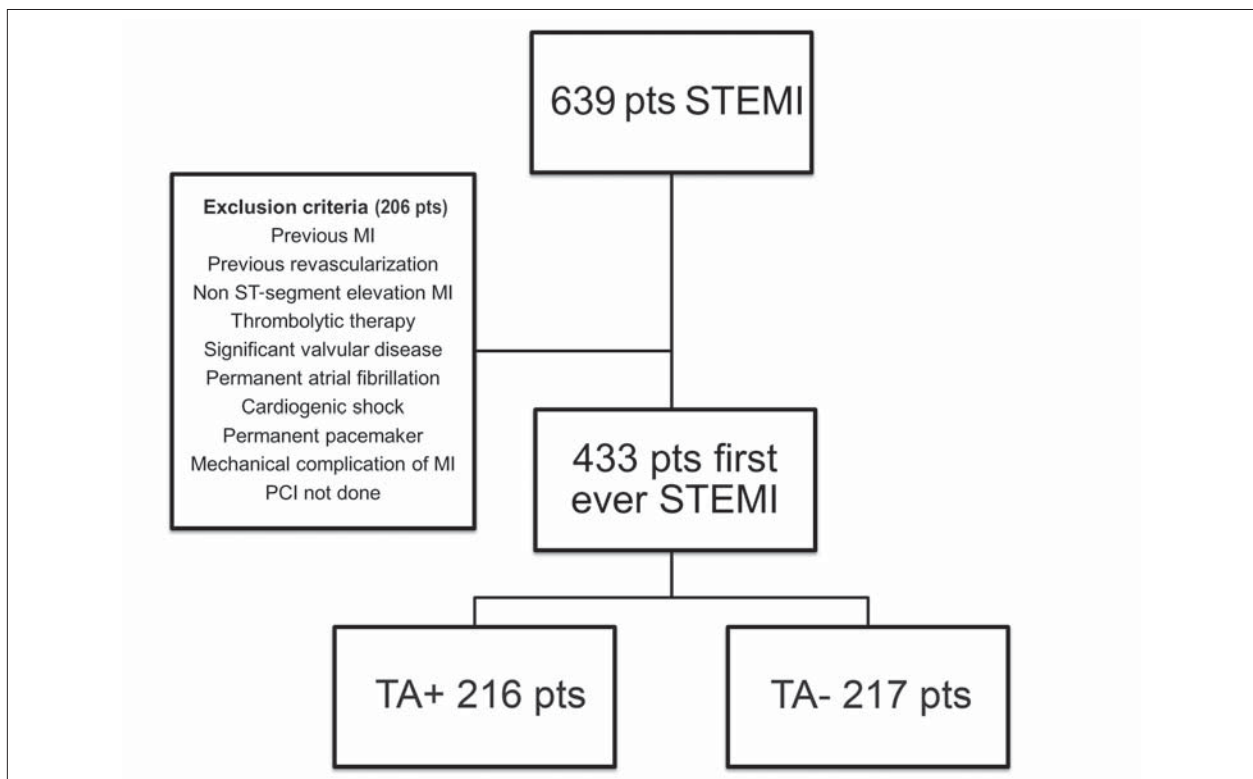 639 pts STEMI
Exclusion criteria (206 pts)
Previous MI
Previous revascularization
Non ST-segment elevation MI
Thrombolytic therapy
Significant valvular disease
Permanent atrial fibrillation
Cardiogenic shock
Permanent pacemaker
Mechanical complication of MI
PCI not done
433 pts first
ever STEMI
TA+ 216 pts
TA- 217 pts